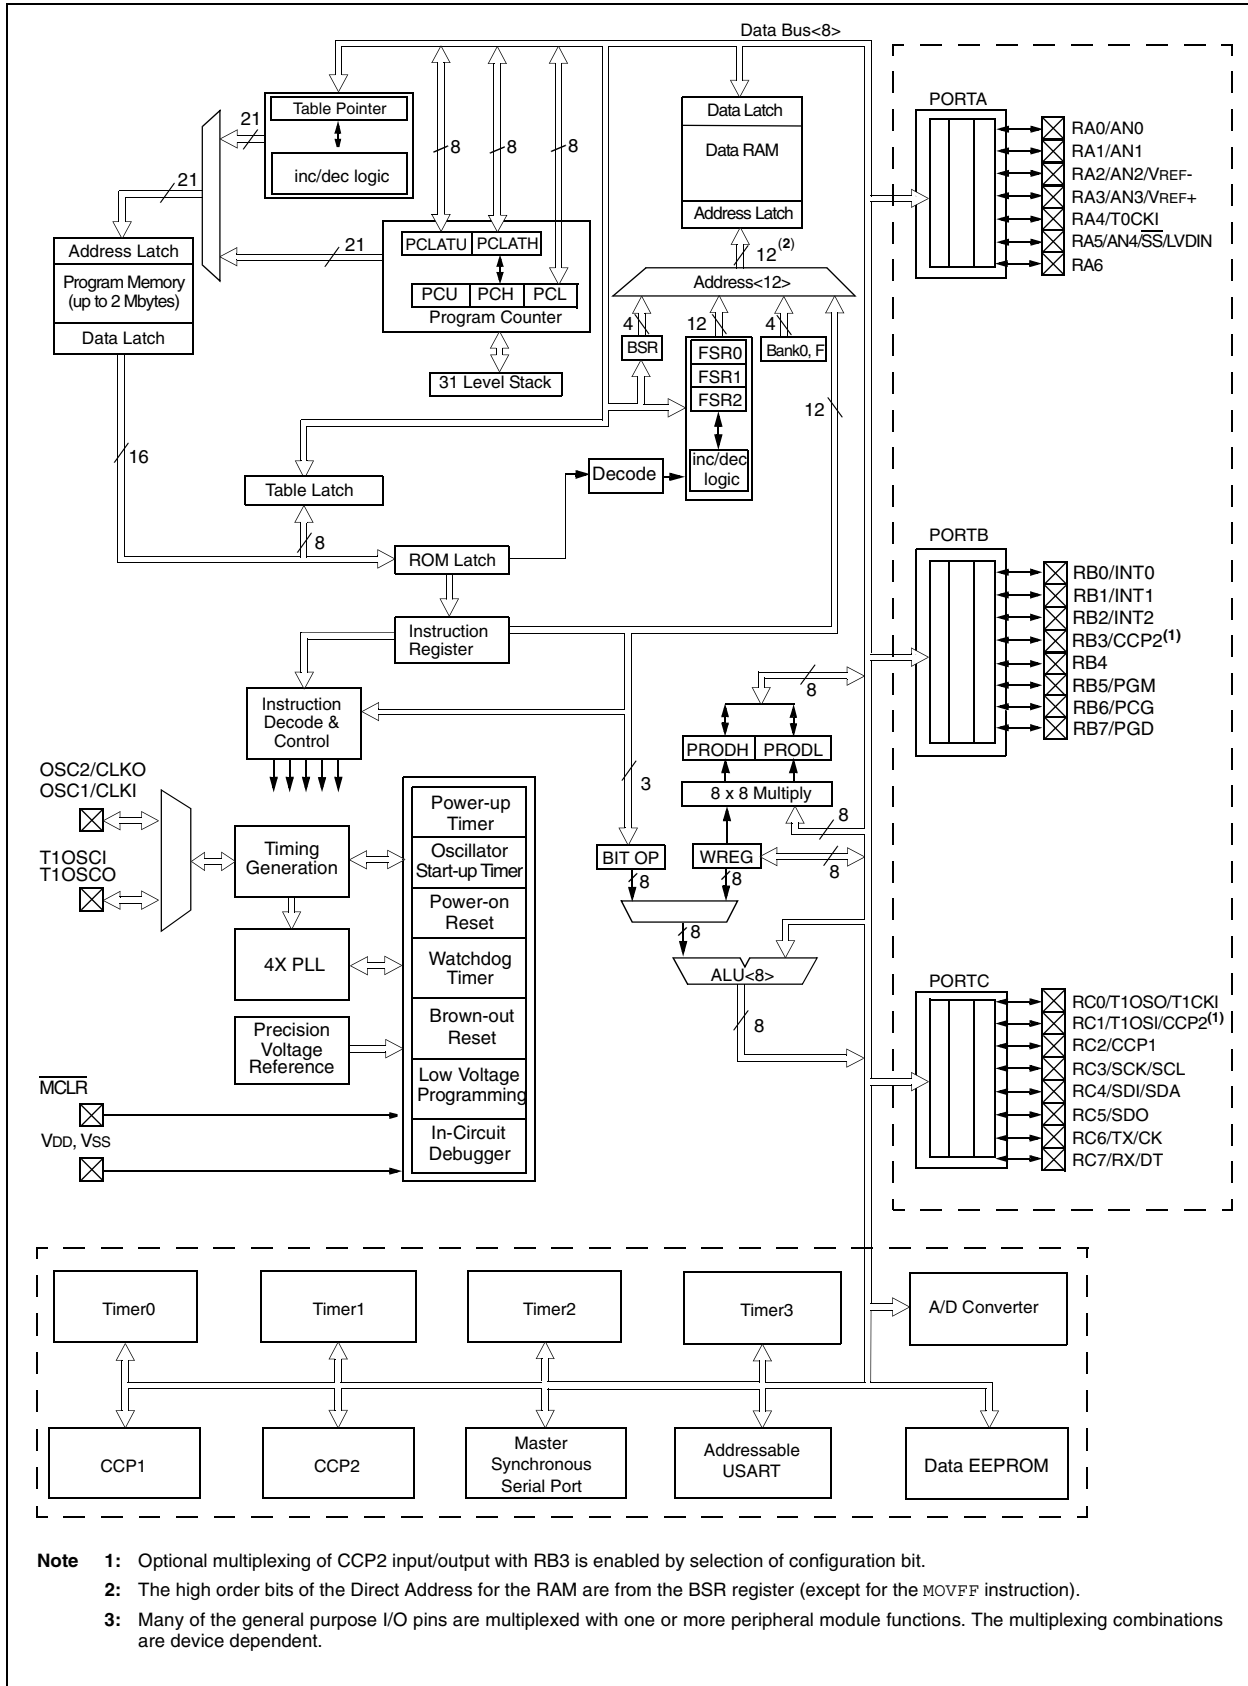 Data Bus<8>
Table Pointer
inc/dec logic
21
21
21
8
8
8
Address Latch
Program Memory
(up to 2 Mbytes)
Data Latch
PCLATU PCLATH
PCU PCH PCL
Program Counter
31 Level Stack
Data Latch
Data RAM
Address Latch
12(2)
Address<12>
4
12
4
BSR
FSR0
FSR1
FSR2
inc/dec
logic
Bank0, F
12
16
Table Latch
8
Decode
ROM Latch
Instruction
Register
Instruction
Decode &
Control
OSC2/CLKO
OSC1/CLKI
T1OSCI
T1OSCO
Timing
Generation
4X PLL
Precision
Voltage
Reference
MCLR
VDD, VSS
Power-up
Timer
Oscillator
Start-up Timer
Power-on
Reset
Watchdog
Timer
Brown-out
Reset
Low Voltage
Programming
In-Circuit
Debugger
8
PRODH PRODL
8 x 8 Multiply
3
8
BIT OP
WREG
8
8
8
8
ALU<8>
8
PORTA
RA0/AN0
RA1/AN1
RA2/AN2/VREF-
RA3/AN3/VREF+
RA4/T0CKI
RA5/AN4/SS/LVDIN
RA6
PORTB
RB0/INT0
RB1/INT1
RB2/INT2
RB3/CCP2(1)
RB4
RB5/PGM
RB6/PCG
RB7/PGD
PORTC
RC0/T1OSO/T1CKI
RC1/T1OSI/CCP2(1)
RC2/CCP1
RC3/SCK/SCL
RC4/SDI/SDA
RC5/SDO
RC6/TX/CK
RC7/RX/DT
Timer0
Timer1
Timer2
Timer3
A/D Converter
CCP1
CCP2
Master
Synchronous
Serial Port
Addressable
USART
Data EEPROM
Note 1: Optional multiplexing of CCP2 input/output with RB3 is enabled by selection of configuration bit.
2: The high order bits of the Direct Address for the RAM are from the BSR register (except for the MOVFF instruction).
3: Many of the general purpose I/O pins are multiplexed with one or more peripheral module functions. The multiplexing combinations
are device dependent.